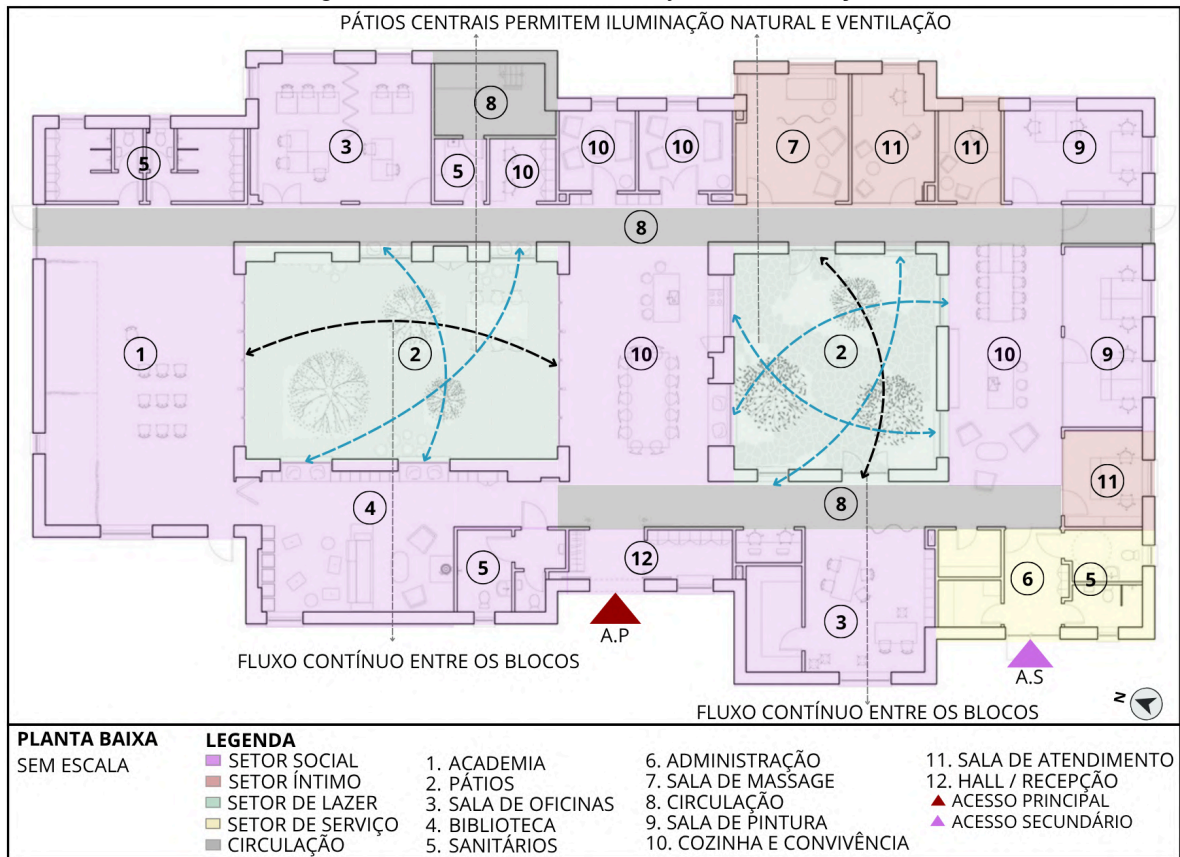 PÁTIOS CENTRAIS PERMITEM ILUMINAÇÃO NATURAL E VENTILAÇÃO
8
5
3
5
10
10
10
7
11
11
9
8
1
2
10
2
10
9
11
4
8
5
12
6
5
3
A.P
A.S
FLUXO CONTÍNUO ENTRE OS BLOCOS
FLUXO CONTÍNUO ENTRE OS BLOCOS
N
PLANTA BAIXA
SEM ESCALA
LEGENDA
SETOR SOCIAL
SETOR ÍNTIMO
SETOR DE LAZER
SETOR DE SERVIÇO
CIRCULAÇÃO
1. ACADEMIA
2. PÁTIOS
3. SALA DE OFICINAS
4. BIBLIOTECA
5. SANITÁRIOS
6. ADMINISTRAÇÃO
7. SALA DE MASSAGE
8. CIRCULAÇÃO
9. SALA DE PINTURA
10. COZINHA E CONVIVÊNCIA
11. SALA DE ATENDIMENTO
12. HALL / RECEPÇÃO
ACESSO PRINCIPAL
ACESSO SECUNDÁRIO